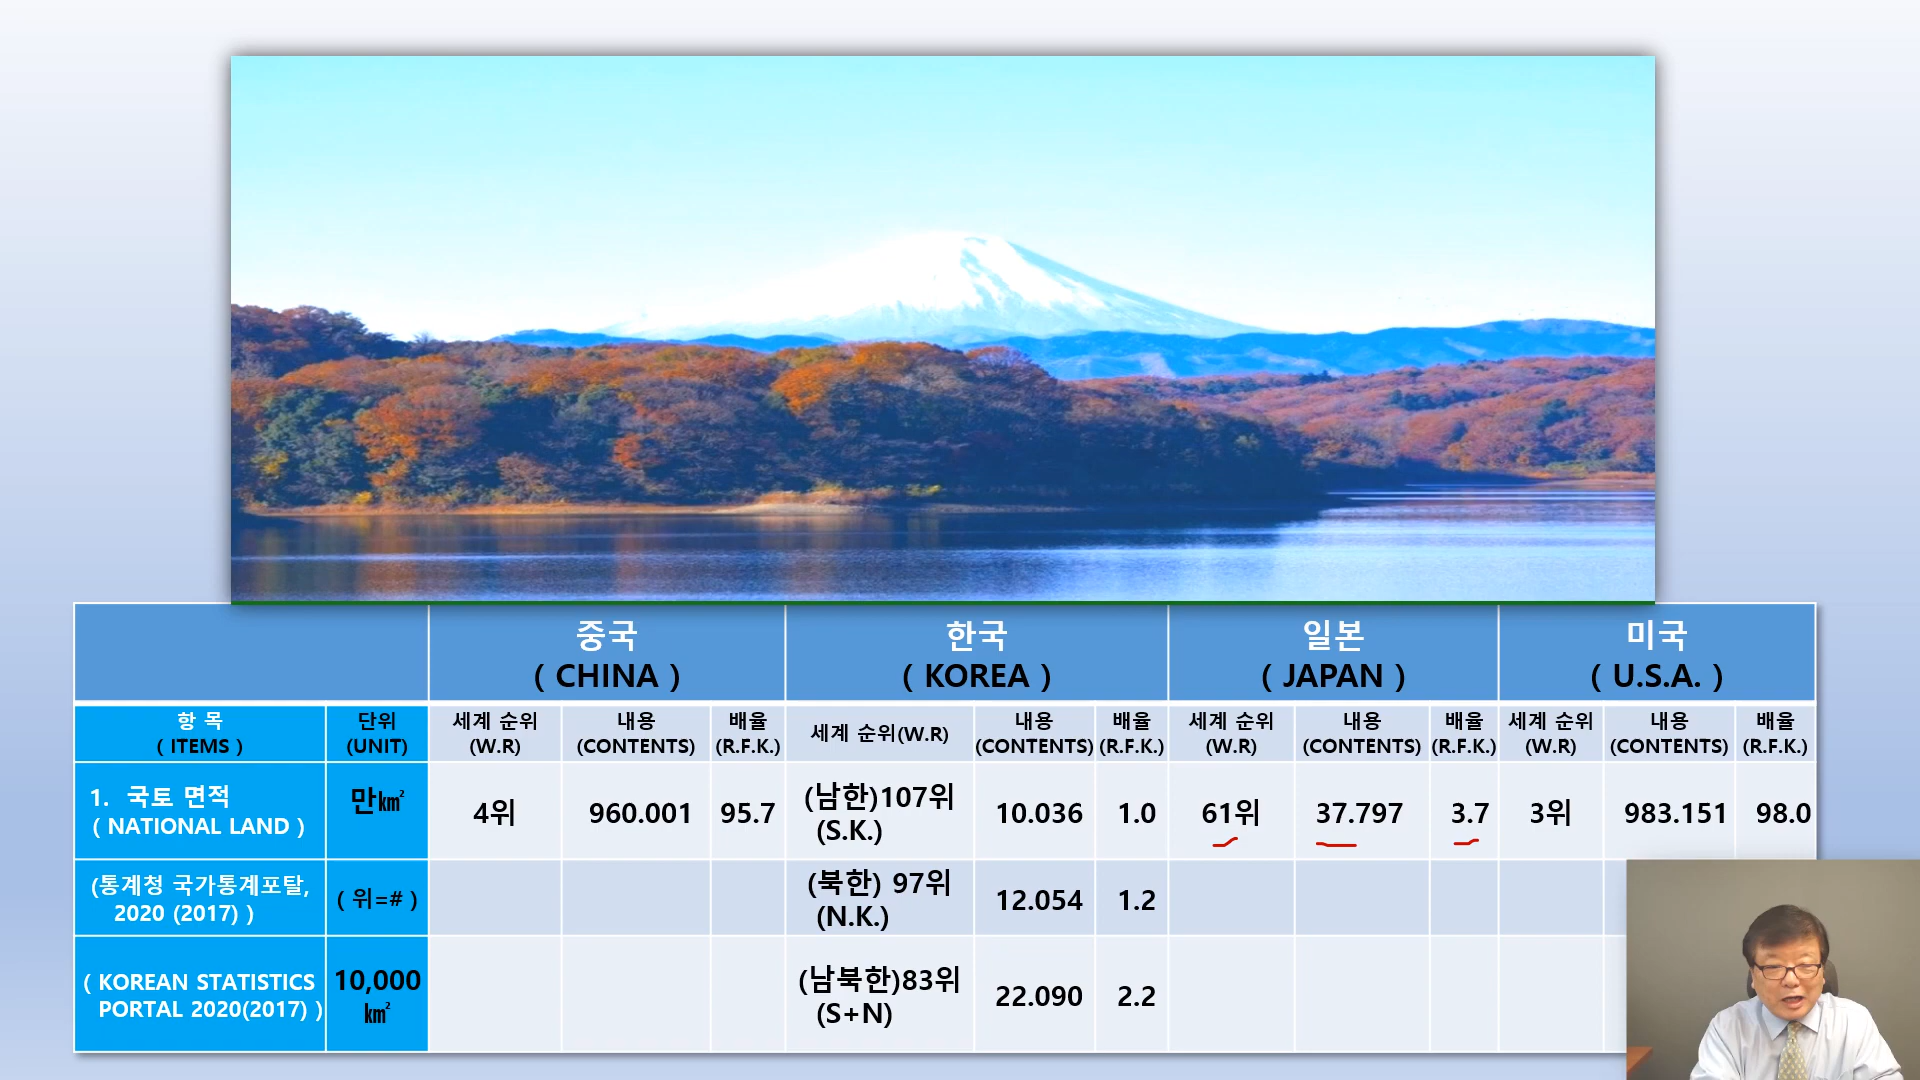 중국
( CHINA )
한국
( KOREA )
일본
( JAPAN )
미국
( U.S.A. )
항 목
( ITEMS )
단위
(UNIT)
세계 순위
(W.R)
내용
(CONTENTS)
배율
(R.F.K.)
세계 순위(W.R)
내용
(CONTENTS)
배율
(R.F.K.)
세계 순위
(W.R)
내용
(CONTENTS)
배율
(R.F.K.)
세계 순위
(W.R)
내용
(CONTENTS)
배율
(R.F.K.)
1. 국토 면적
( NATIONAL LAND )
만㎢
4위
960.001
95.7
(남한)107위
(S.K.)
10.036
1.0
61위
37.797
3.7
3위
983.151
98.0
(통계청 국가통계포탈,
2020 (2017) )
( 위=# )
(북한) 97위
(N.K.)
12.054
1.2
( KOREAN STATISTICS
PORTAL 2020(2017) )
10,000
㎢
(남북한)83위
(S+N)
22.090
2.2